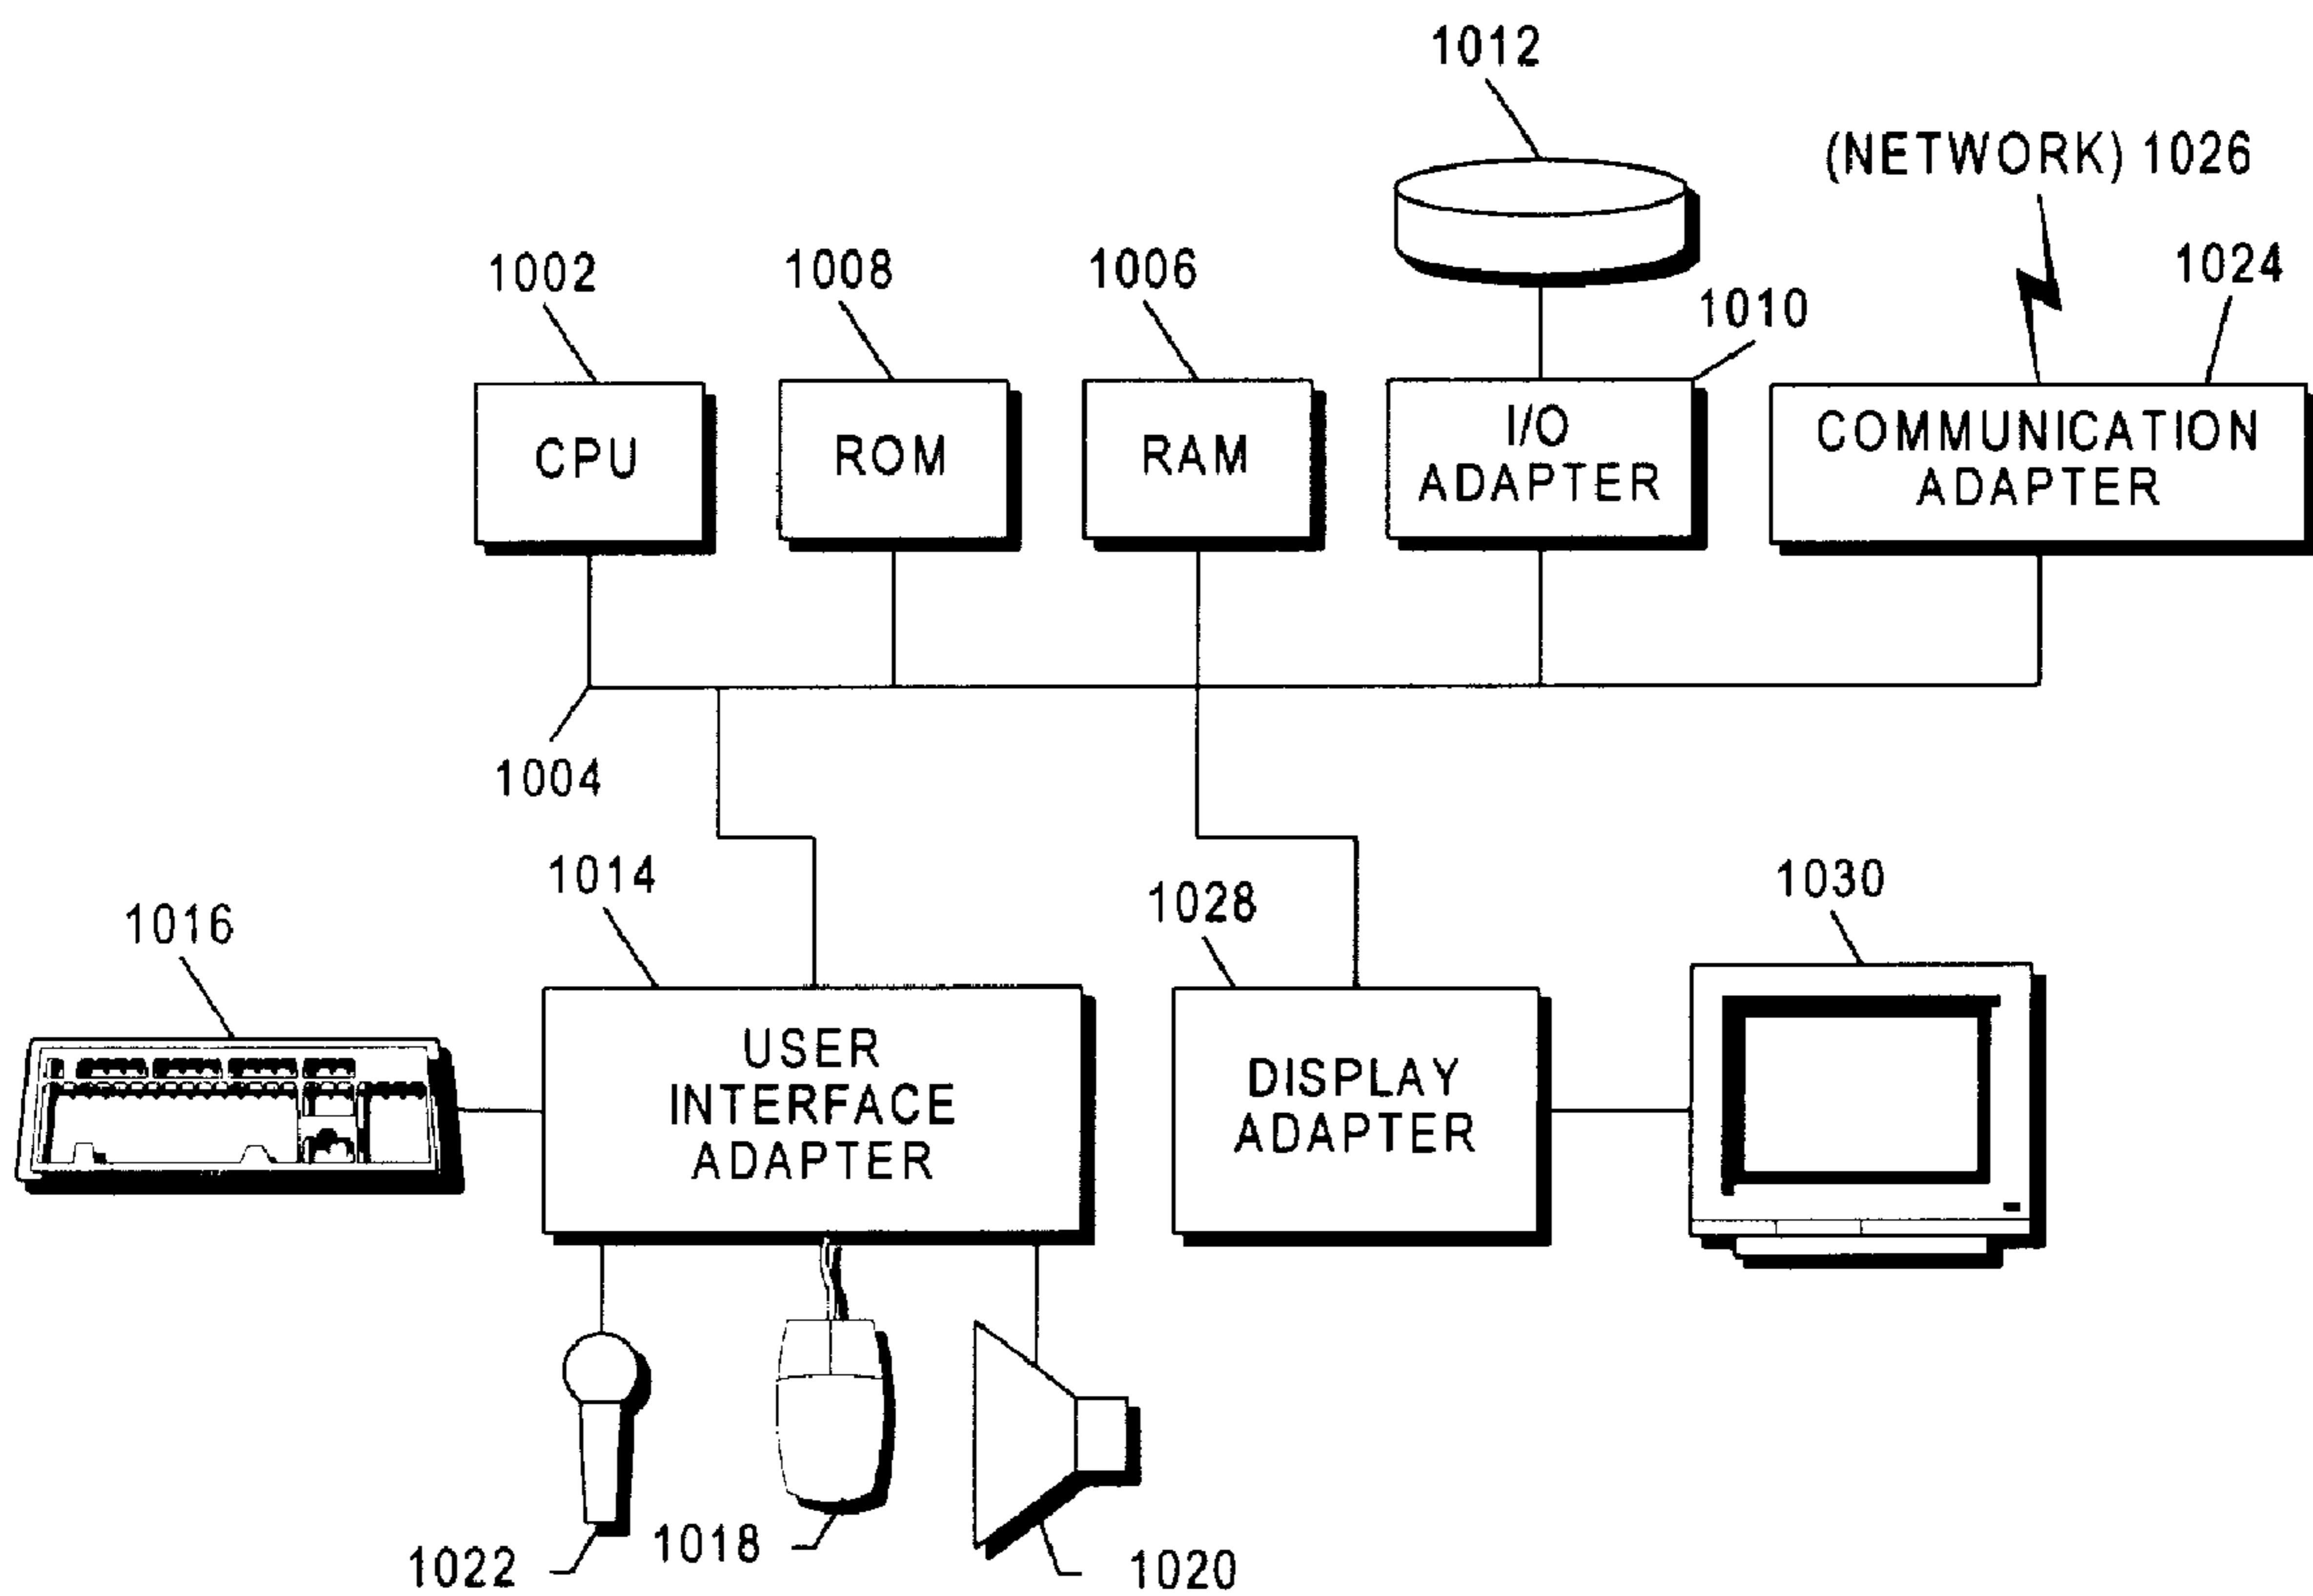 1012
(NETWORK) 1026
1002
1008
1006
1024
1010
CPU
ROM
RAM
I/O
ADAPTER
COMMUNICATION
ADAPTER
1004
1014
1028
1030
1016
USER
INTERFACE
ADAPTER
DISPLAY
ADAPTER
1022
1018
1020